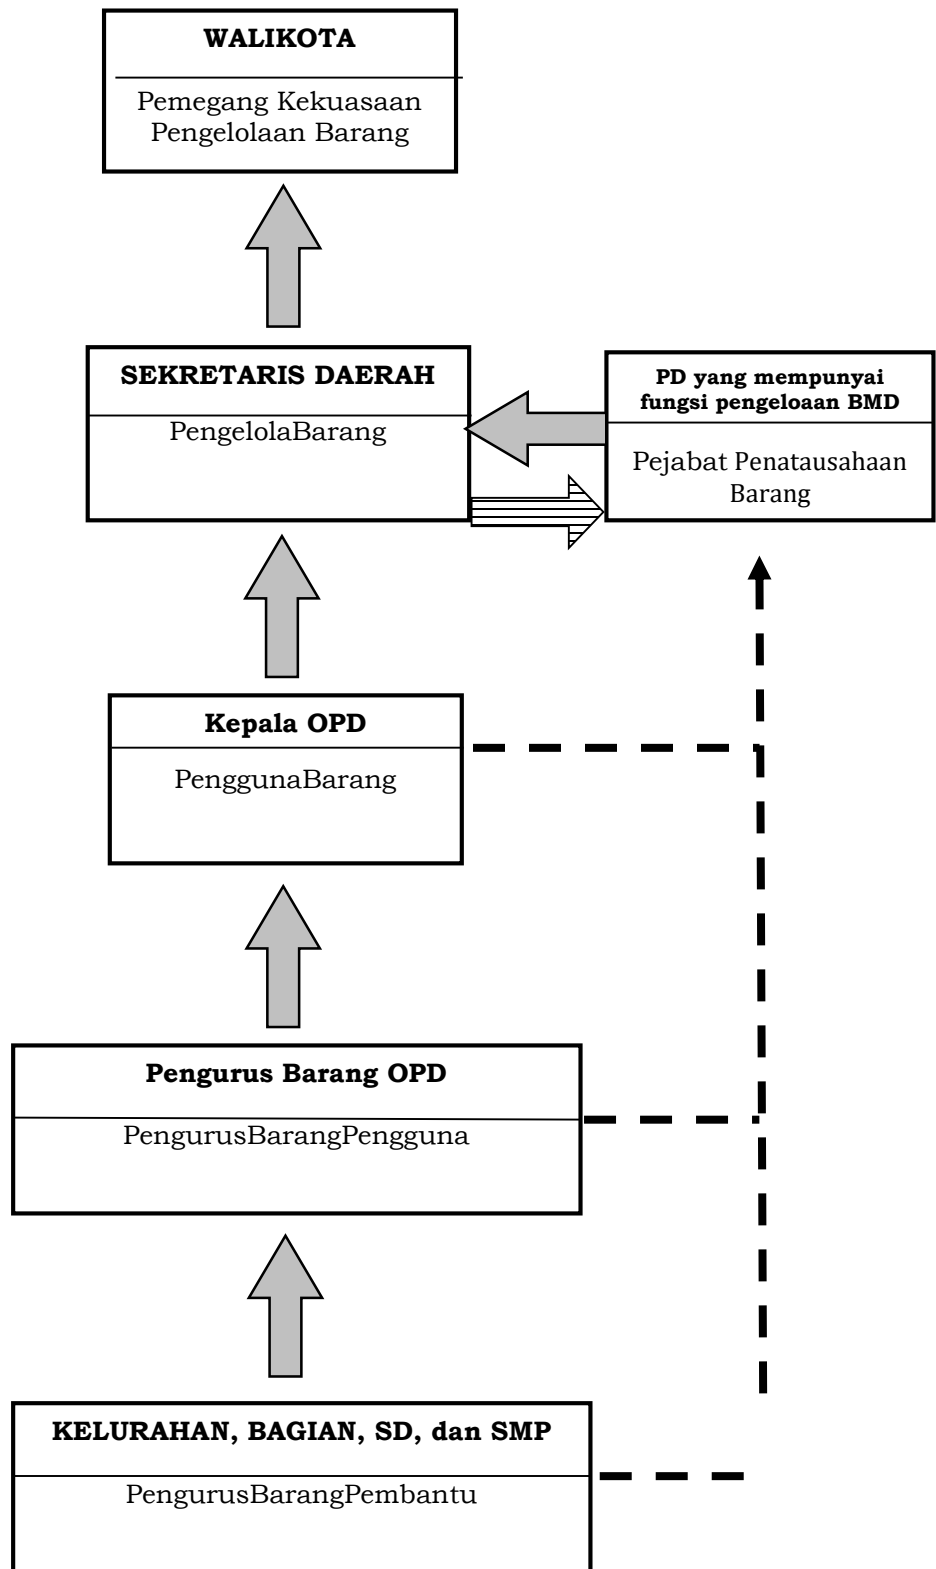 WALIKOTA
Pemegang Kekuasaan
Pengelolaan Barang
SEKRETARIS DAERAH
PengelolaBarang
PD yang mempunyai
fungsi pengeloaan BMD
Pejabat Penatausahaan
Barang
Kepala OPD
PenggunaBarang
Pengurus Barang OPD
PengurusBarangPengguna
KELURAHAN, BAGIAN, SD, dan SMP
PengurusBarangPembantu